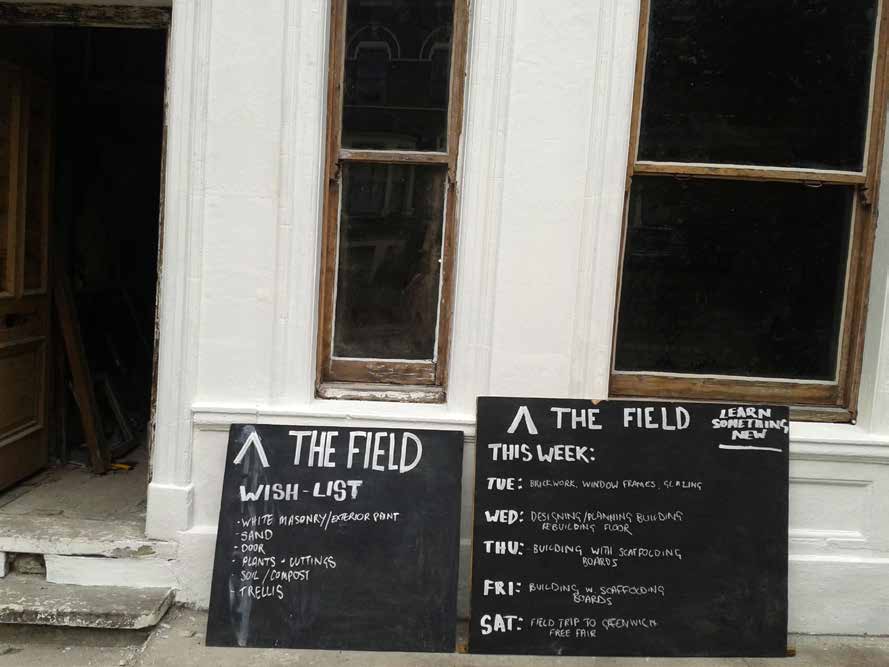 THE FIELD
WISH-LIST
- WHITE MASONRY/EXTERIOR PAINT
- SAND
- DOOR
- PLANTS + CUTTINGS
SOIL/COMPOST
- TRELLIS
THE FIELD
LEARN
SOMETHING
NEW
THIS WEEK:
TUE: BRICKWORK, WINDOW FRAMES, GLAZING
WED: DESIGNING/PLANNING BUILDING
REBUILDING FLOOR
THU: BUILDING WITH SCAFFOLDING
BOARDS
FRI: BUILDING W. SCAFFOLDING
BOARDS
SAT: FIELD TRIP TO GREENWICH
FREE FAIR